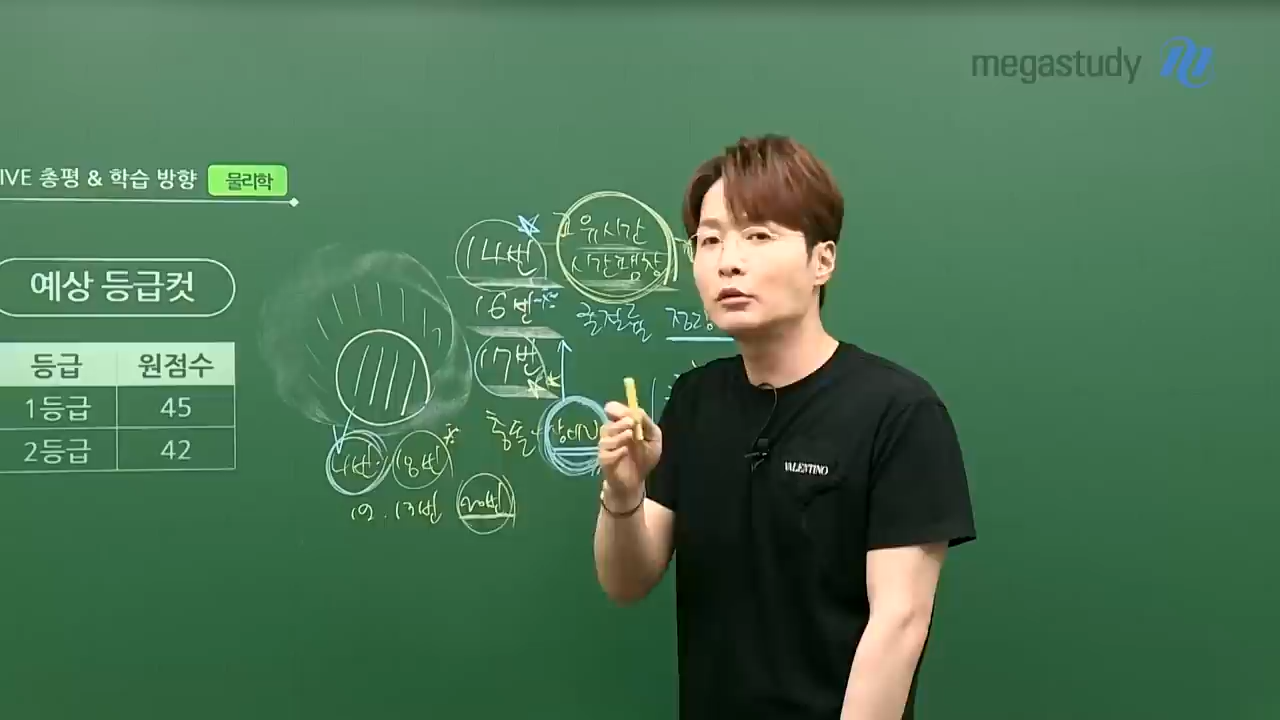 megastudy
IVE 총평 & 학습 방향 물리학
예상 등급컷
등급 원점수
1등급 45
2등급 42
14번
고유시간
시간팽창
16번
굴절률
17번
충돌
18번
13번 20번
VALENTINO